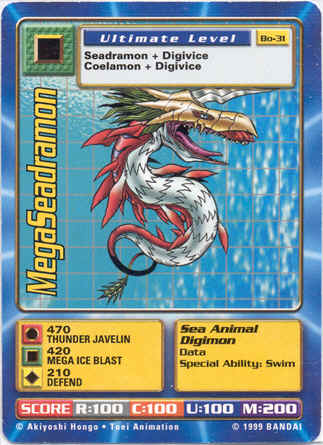 Ultimate Level
Bo-31
Seadramon + Digivice
Coelamon + Digivice
MegaSeadramon
470
THUNDER JAVELIN
420
MEGA ICE BLAST
210
DEFEND
Sea Animal
Digimon
Data
Special Ability: Swim
SCORE R:100 C:100 U:100 M:200
© Akiyoshi Hongo • Toei Animation
© 1999 BANDAI